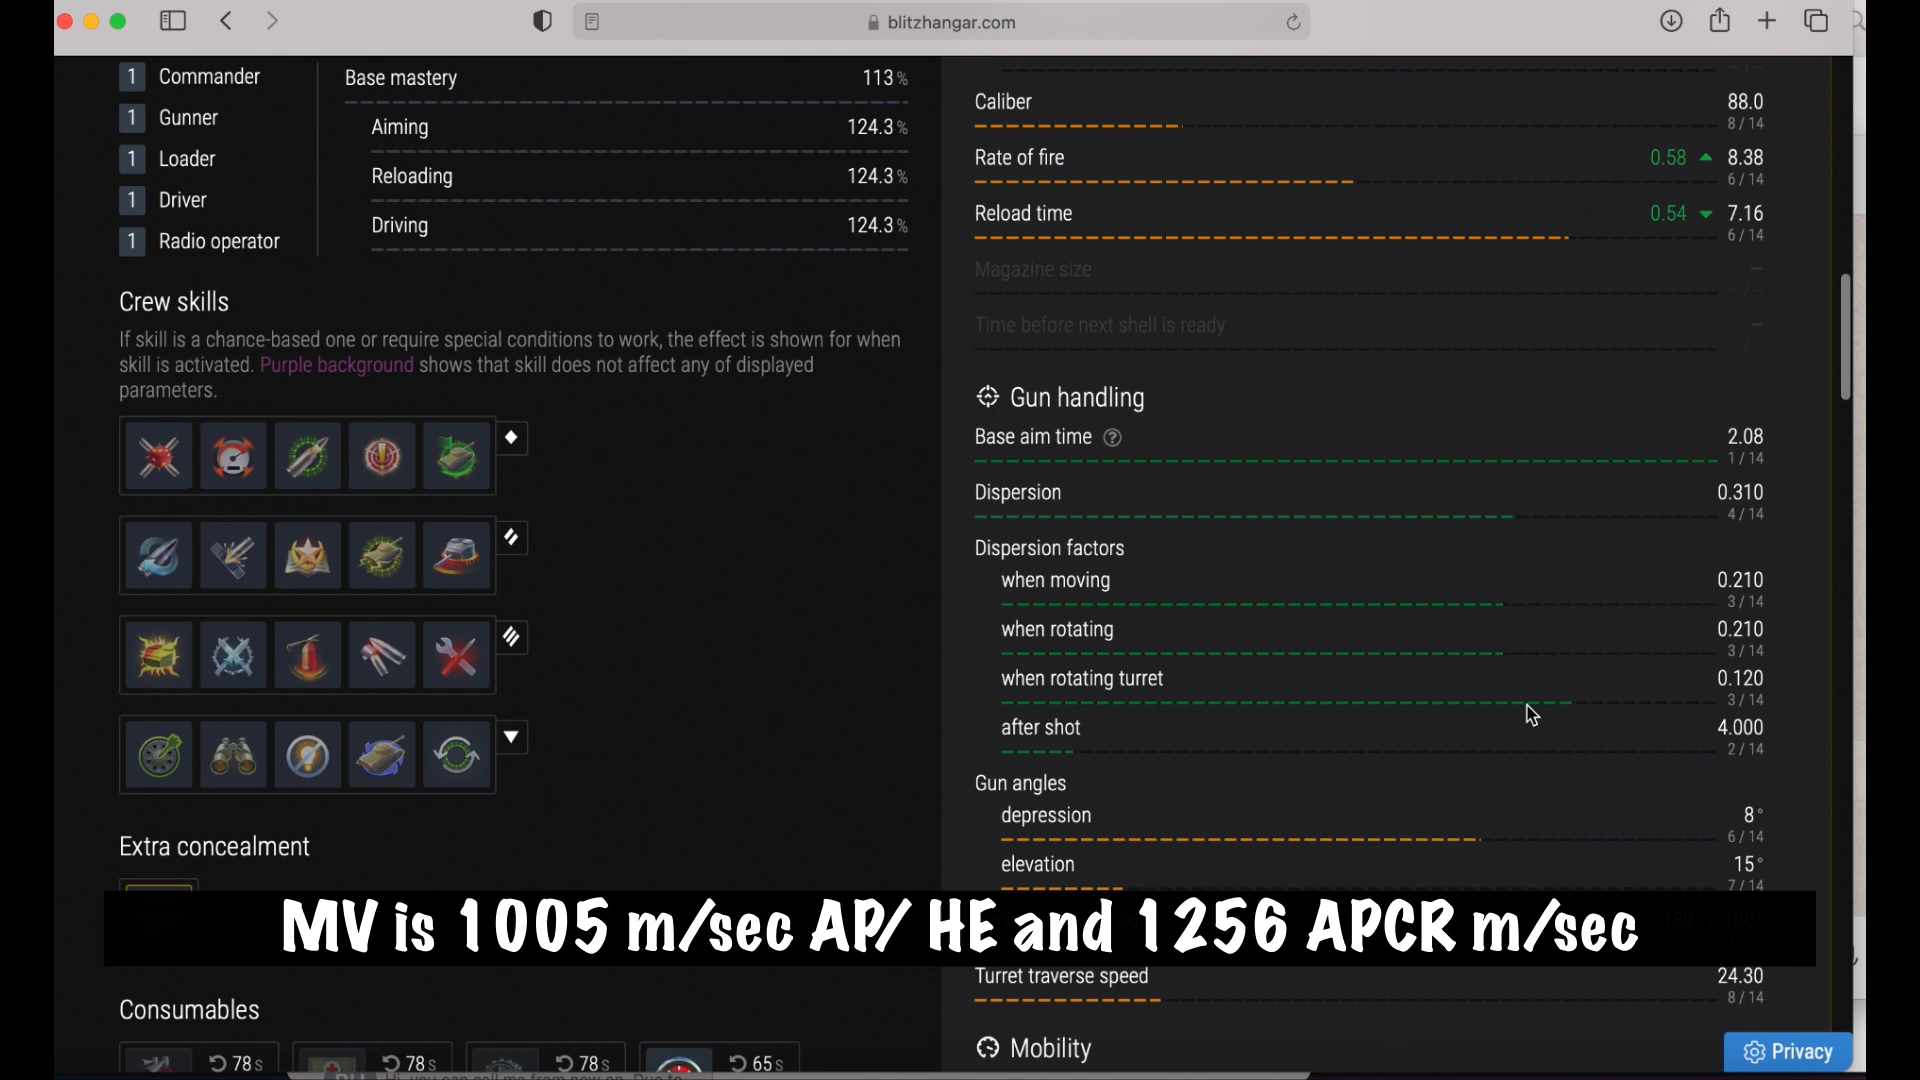 blitzhangar.com
1 Commander
1 Gunner
1 Loader
1 Driver
1 Radio operator
Base mastery 113 %
Aiming 124.3 %
Reloading 124.3 %
Driving 124.3 %
Crew skills
If skill is a chance-based one or require special conditions to work, the effect is shown for when
skill is activated. Purple background shows that skill does not affect any of displayed
parameters.
Extra concealment
Consumables
78 s 78 s 78 s 65 s
Caliber 88.0
8 / 14
Rate of fire 0.58 8.38
6 / 14
Reload time 0.54 7.16
6 / 14
Magazine size –
– / –
Time before next shell is ready –
– / –
Gun handling
Base aim time ? 2.08
1 / 14
Dispersion 0.310
4 / 14
Dispersion factors
when moving 0.210
3 / 14
when rotating 0.210
3 / 14
when rotating turret 0.120
3 / 14
after shot 4.000
2 / 14
Gun angles
depression 8°
6 / 14
elevation 15°
7 / 14
MV is 1005 m/sec AP/ HE and 1256 APCR m/sec
Turret traverse speed 24.30
8 / 14
Mobility
Privacy